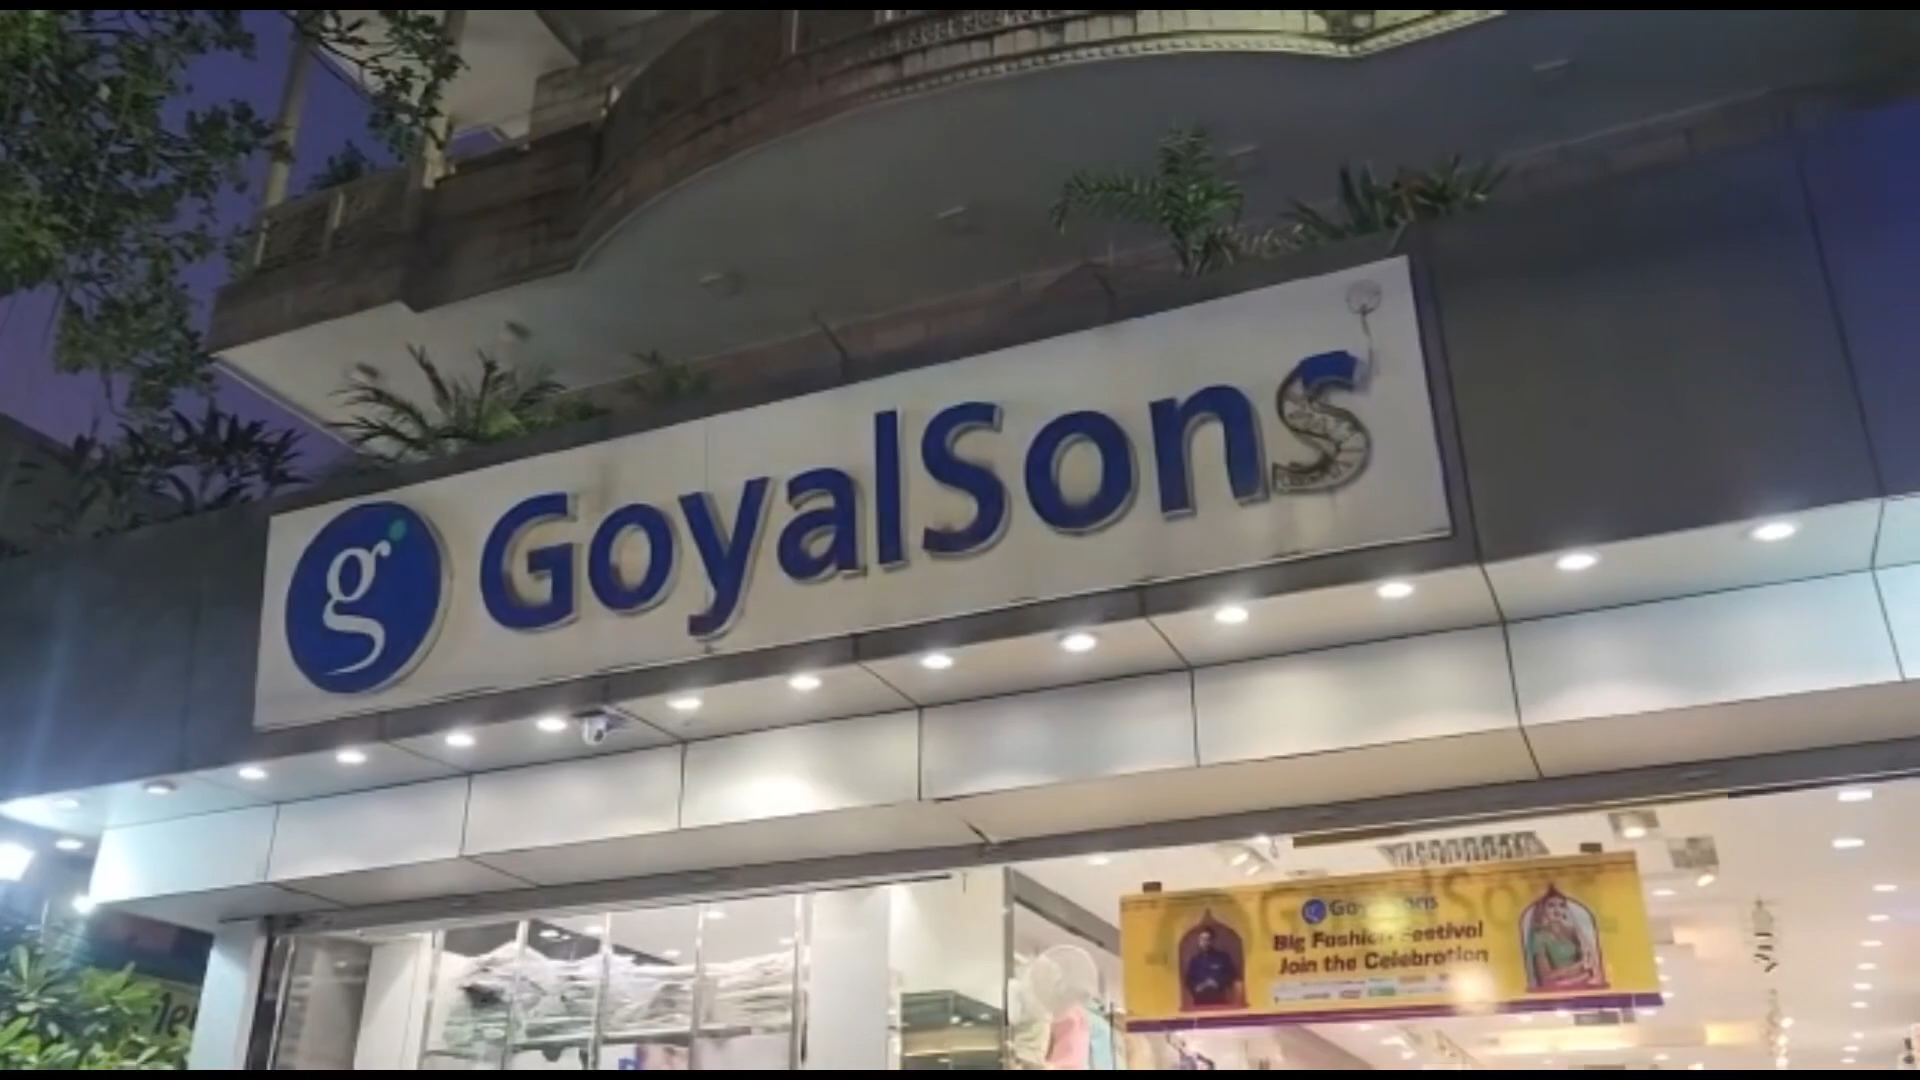 g
GoyalSons
GoyalSons
Big Fashion Festival
Join the Celebration